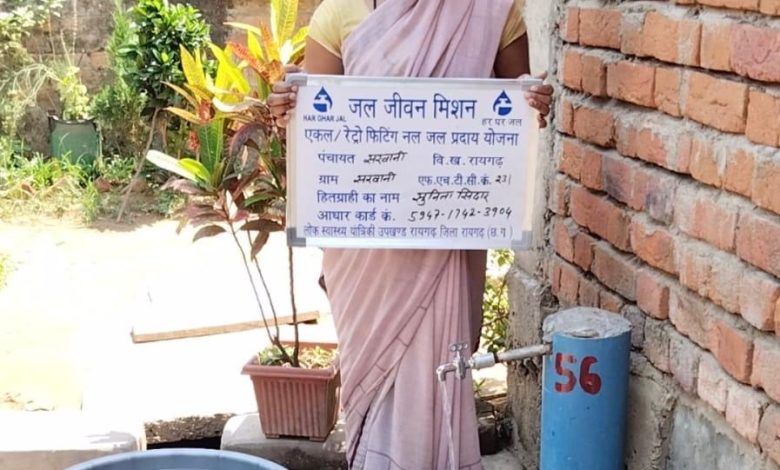 जल जीवन मिशन
HAR GHAR JAL
हर घर जल
एकल/ रेट्रो फिटिंग नल जल प्रदाय योजना
पंचायत सरवानी वि.ख. रायगढ़
ग्राम सरवानी एफ.एच.टी.सी.कं. 231
हितग्राही का नाम सुनिता सिदार
आधार कार्ड कं. 5947-1742-3904
लोक स्वास्थ्य यांत्रिकी उपखण्ड रायगढ़ जिला रायगढ़ (छ.ग)
56